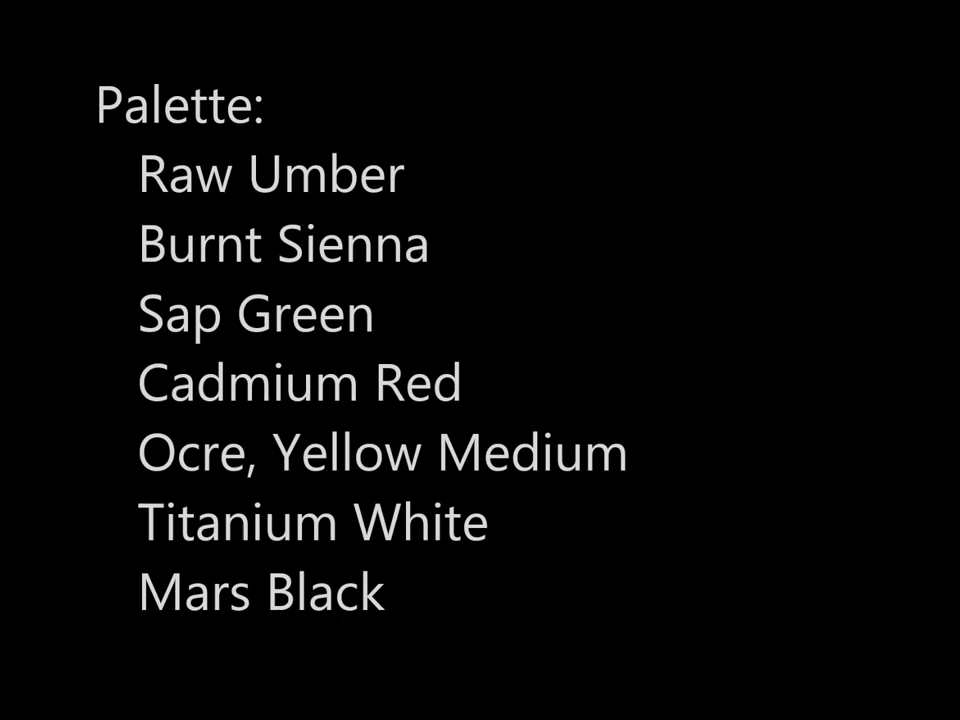 Palette:
Raw Umber
Burnt Sienna
Sap Green
Cadmium Red
Ocre, Yellow Medium
Titanium White
Mars Black